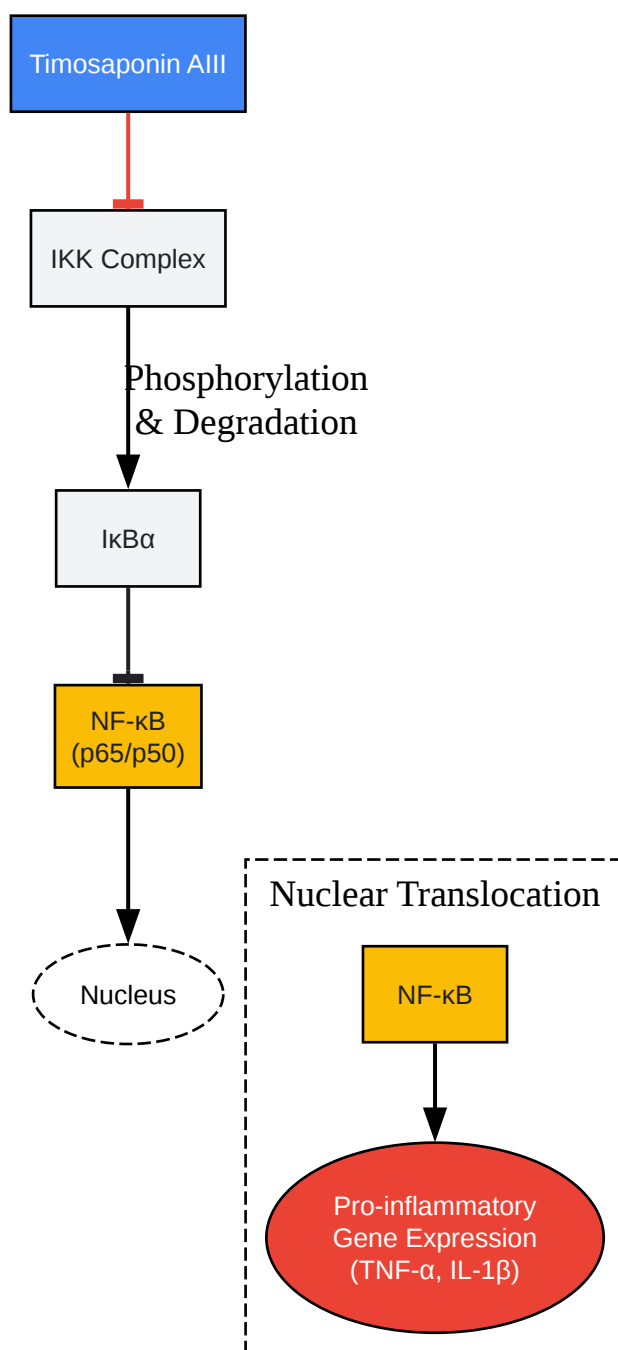 Timosaponin AIII
IKK Complex
Phosphorylation
& Degradation
IκBα
NF-κB
(p65/p50)
Nucleus
Nuclear Translocation
NF-κB
Pro-inflammatory
Gene Expression
(TNF-α, IL-1β)